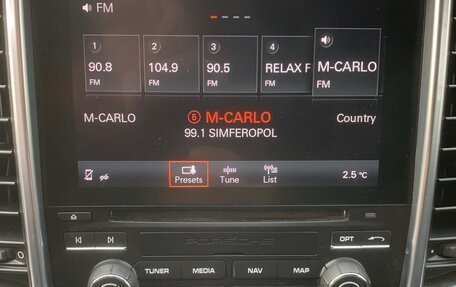 FM
1 2 3 4
90.8 104.9 90.5 RELAX F M-CARLO
FM FM FM FM
M-CARLO 5 M-CARLO Country
99.1 SIMFEROPOL
Presets Tune List 2.5 °C
PORSCHE
OPT
TUNER MEDIA NAV MAP